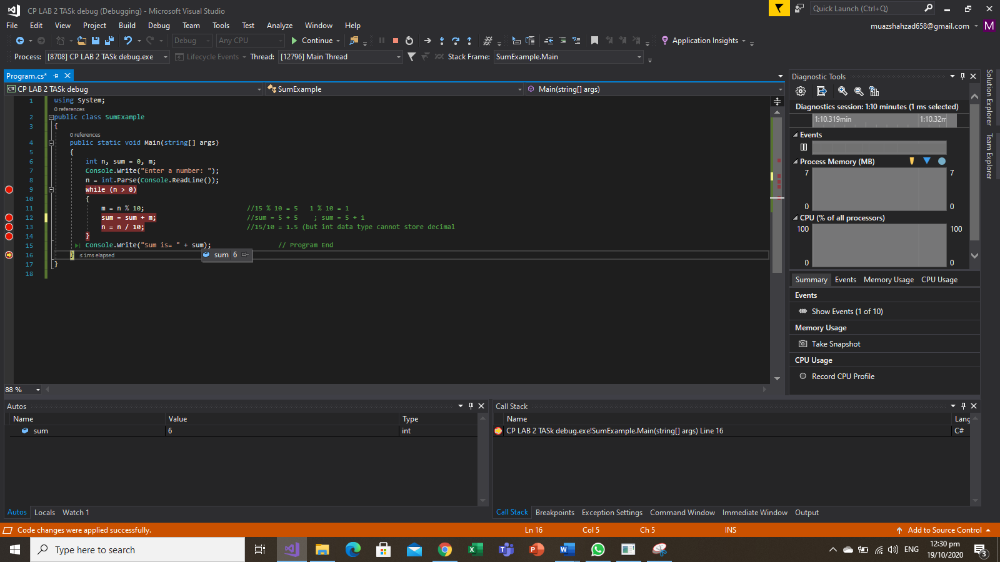 CP LAB 2 TASk debug (Debugging) - Microsoft Visual Studio
Quick Launch (Ctrl+Q)
File Edit View Project Build Debug Team Tools Test Analyze Window Help
muazshahzad658@gmail.com M
Debug Any CPU Continue Application Insights
Process: [8708] CP LAB 2 TASk debug.exe Lifecycle Events Thread: [12796] Main Thread Stack Frame: SumExample.Main
Program.cs*
C# CP LAB 2 TASk debug SumExample Main(string[] args)
1 using System;
0 references
2 public class SumExample
3 {
0 references
4 public static void Main(string[] args)
5 {
6 int n, sum = 0, m;
7 Console.Write("Enter a number: ");
8 n = int.Parse(Console.ReadLine());
9 while (n > 0)
10 {
11 m = n % 10; //15 % 10 = 5 1 % 10 = 1
12 sum = sum + m; //sum = 5 + 5 ; sum = 5 + 1
13 n = n / 10; //15/10 = 1.5 (but int data type cannot store decimal
14 }
15 Console.Write("Sum is= " + sum); // Program End
16 } ≤ 1ms elapsed
sum 6
17 }
18
88 %
Diagnostic Tools
Diagnostics session: 1:10 minutes (1 ms selected)
1:10.319min 1:10.32m
Events
Process Memory (MB)
7 7
0 0
CPU (% of all processors)
100 100
0 0
Summary Events Memory Usage CPU Usage
Events
Show Events (1 of 10)
Memory Usage
Take Snapshot
CPU Usage
Record CPU Profile
Solution Explorer
Team Explorer
Autos
Name Value Type
sum 6 int
Autos Locals Watch 1
Call Stack
Name Lang
CP LAB 2 TASk debug.exe!SumExample.Main(string[] args) Line 16 C#
Call Stack Breakpoints Exception Settings Command Window Immediate Window Output
Code changes were applied successfully. Ln 16 Col 5 Ch 5 INS Add to Source Control
Type here to search
ENG
12:30 pm
19/10/2020
3